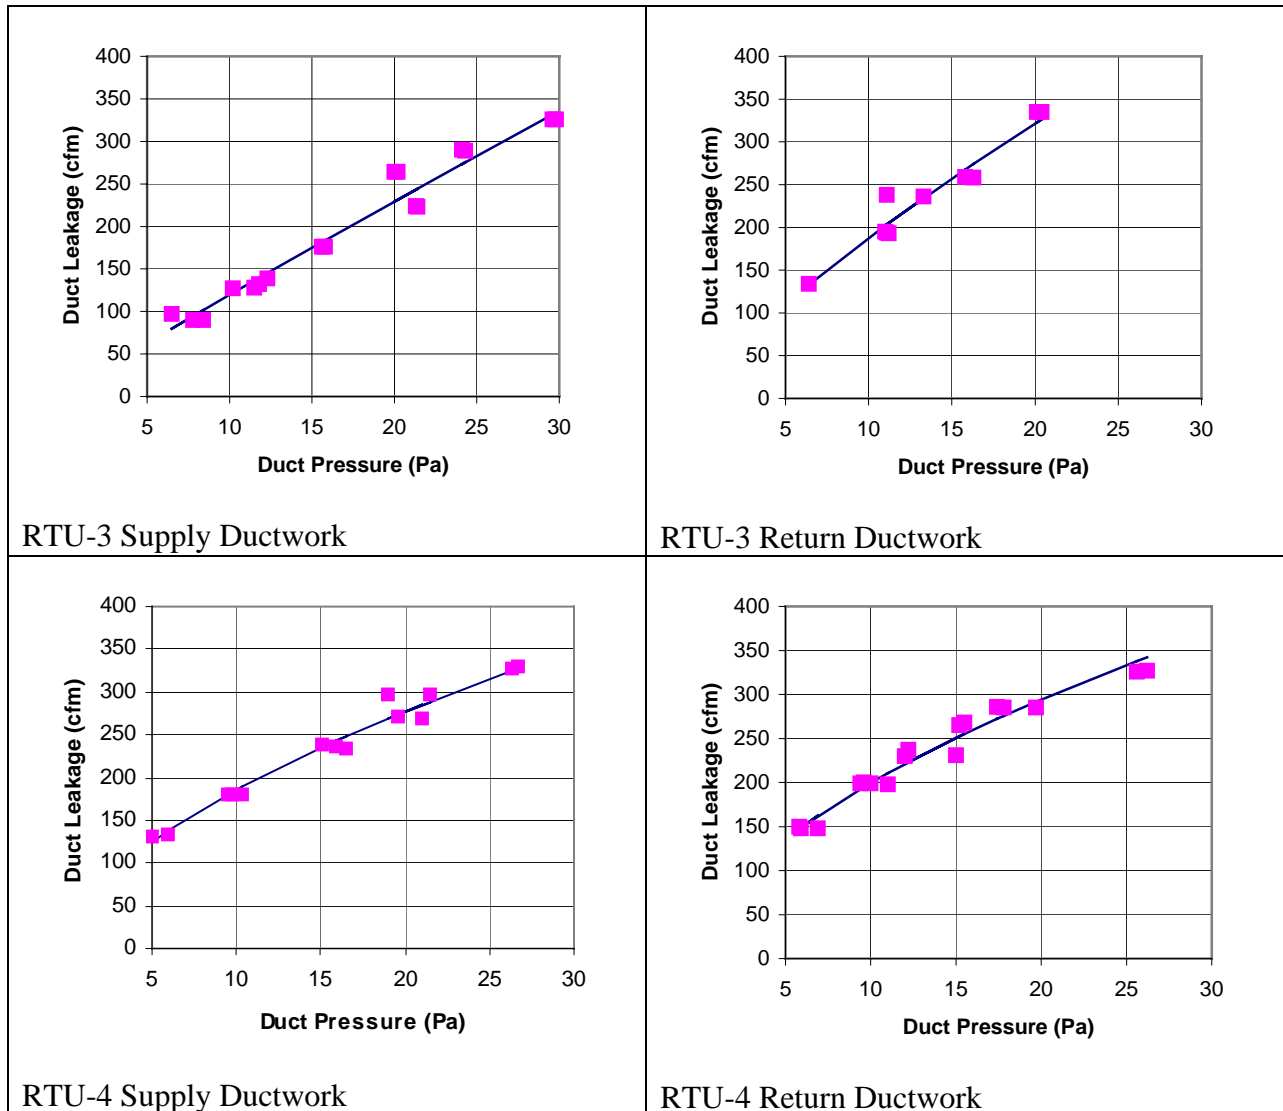 400
350
300
250
200
150
100
50
0
Duct Leakage (cfm)
5 10 15 20 25 30
Duct Pressure (Pa)
RTU-3 Supply Ductwork
400
350
300
250
200
150
100
50
0
Duct Leakage (cfm)
5 10 15 20 25 30
Duct Pressure (Pa)
RTU-3 Return Ductwork
400
350
300
250
200
150
100
50
0
Duct Leakage (cfm)
5 10 15 20 25 30
Duct Pressure (Pa)
RTU-4 Supply Ductwork
400
350
300
250
200
150
100
50
0
Duct Leakage (cfm)
5 10 15 20 25 30
Duct Pressure (Pa)
RTU-4 Return Ductwork